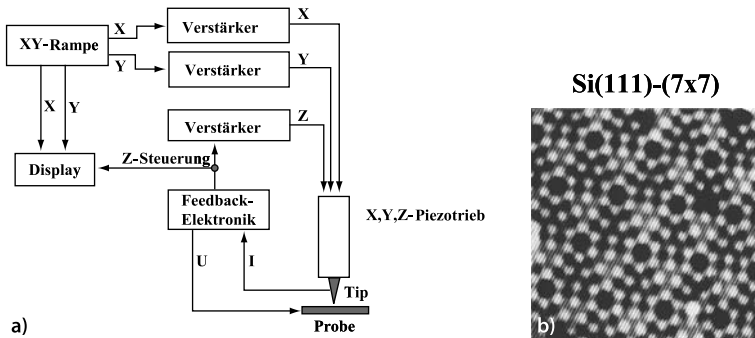 X
Verstärker
X
XY-Rampe
Y
Verstärker
Y
X
Y
Verstärker
Z
Z-Steuerung
Display
Feedback-
Elektronik
X,Y,Z-Piezotrieb
U
I
Tip
Probe
a)
Si(111)-(7x7)
b)